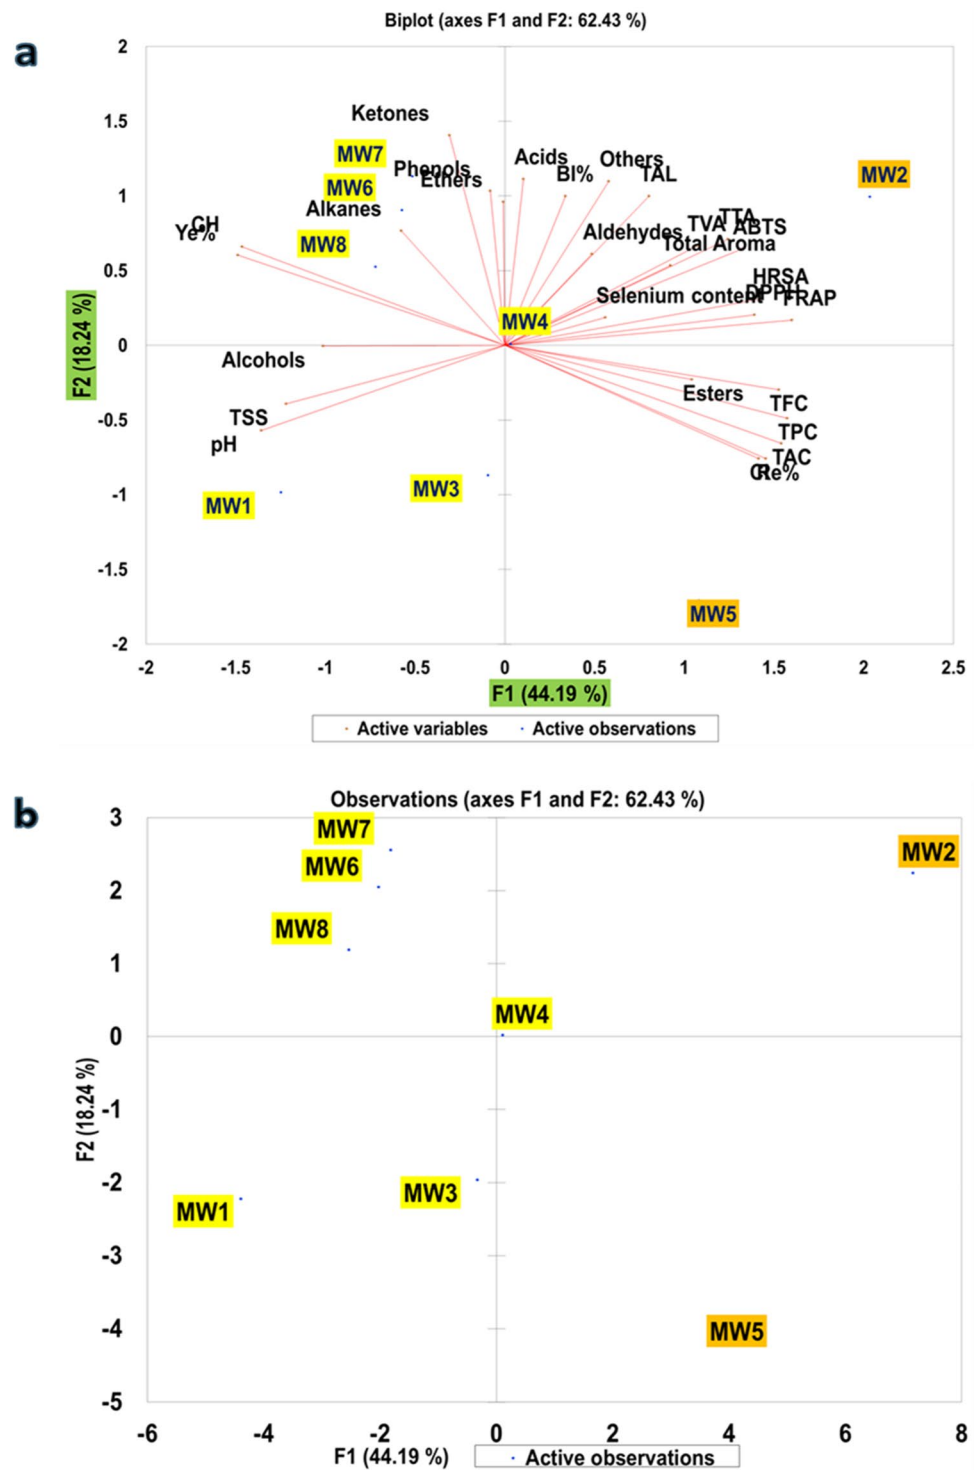 a
Biplot (axes F1 and F2: 62.43 %)
2
1.5
1
0.5
0
-0.5
-1
-1.5
-2
F2 (18.24 %)
Ketones
MW7
Phenols
Acids
Others
MW6
Ethers
BI%
TAL
MW2
Alkanes
CH
Ye%
TTA
TVA
ABTS
MW8
Aldehydes
Total Aroma
HRSA
DPPH
Selenium content
FRAP
MW4
Alcohols
Esters
TSS
TFC
pH
TPC
TAC
CI
Re%
MW3
MW1
MW5
-2 -1.5 -1 -0.5 0 0.5 1 1.5 2 2.5
F1 (44.19 %)
Active variables Active observations
b
Observations (axes F1 and F2: 62.43 %)
3
2
1
0
-1
-2
-3
-4
-5
F2 (18.24 %)
MW7
MW6
MW2
MW8
MW4
MW3
MW1
MW5
-6 -4 -2 0 2 4 6 8
F1 (44.19 %)
Active observations